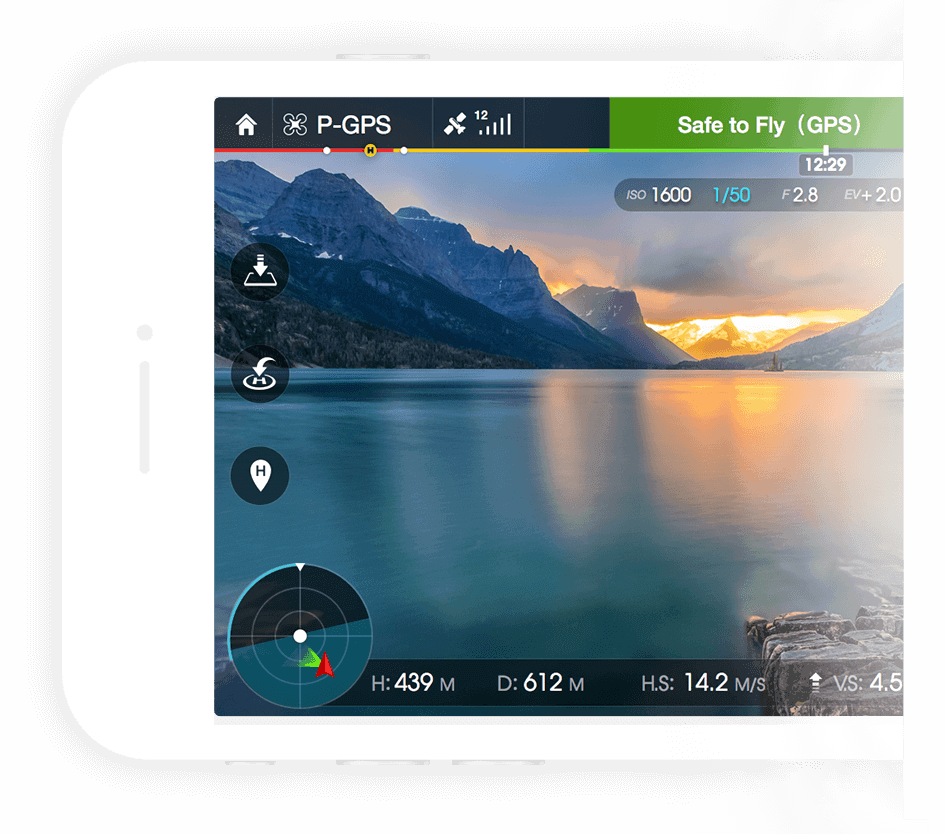 P-GPS 12 Safe to Fly (GPS)
H
12:29
ISO 1600 1/50 F 2.8 EV+ 2.0
H
H
H: 439 M D: 612 M H.S: 14.2 M/S V.S: 4.5